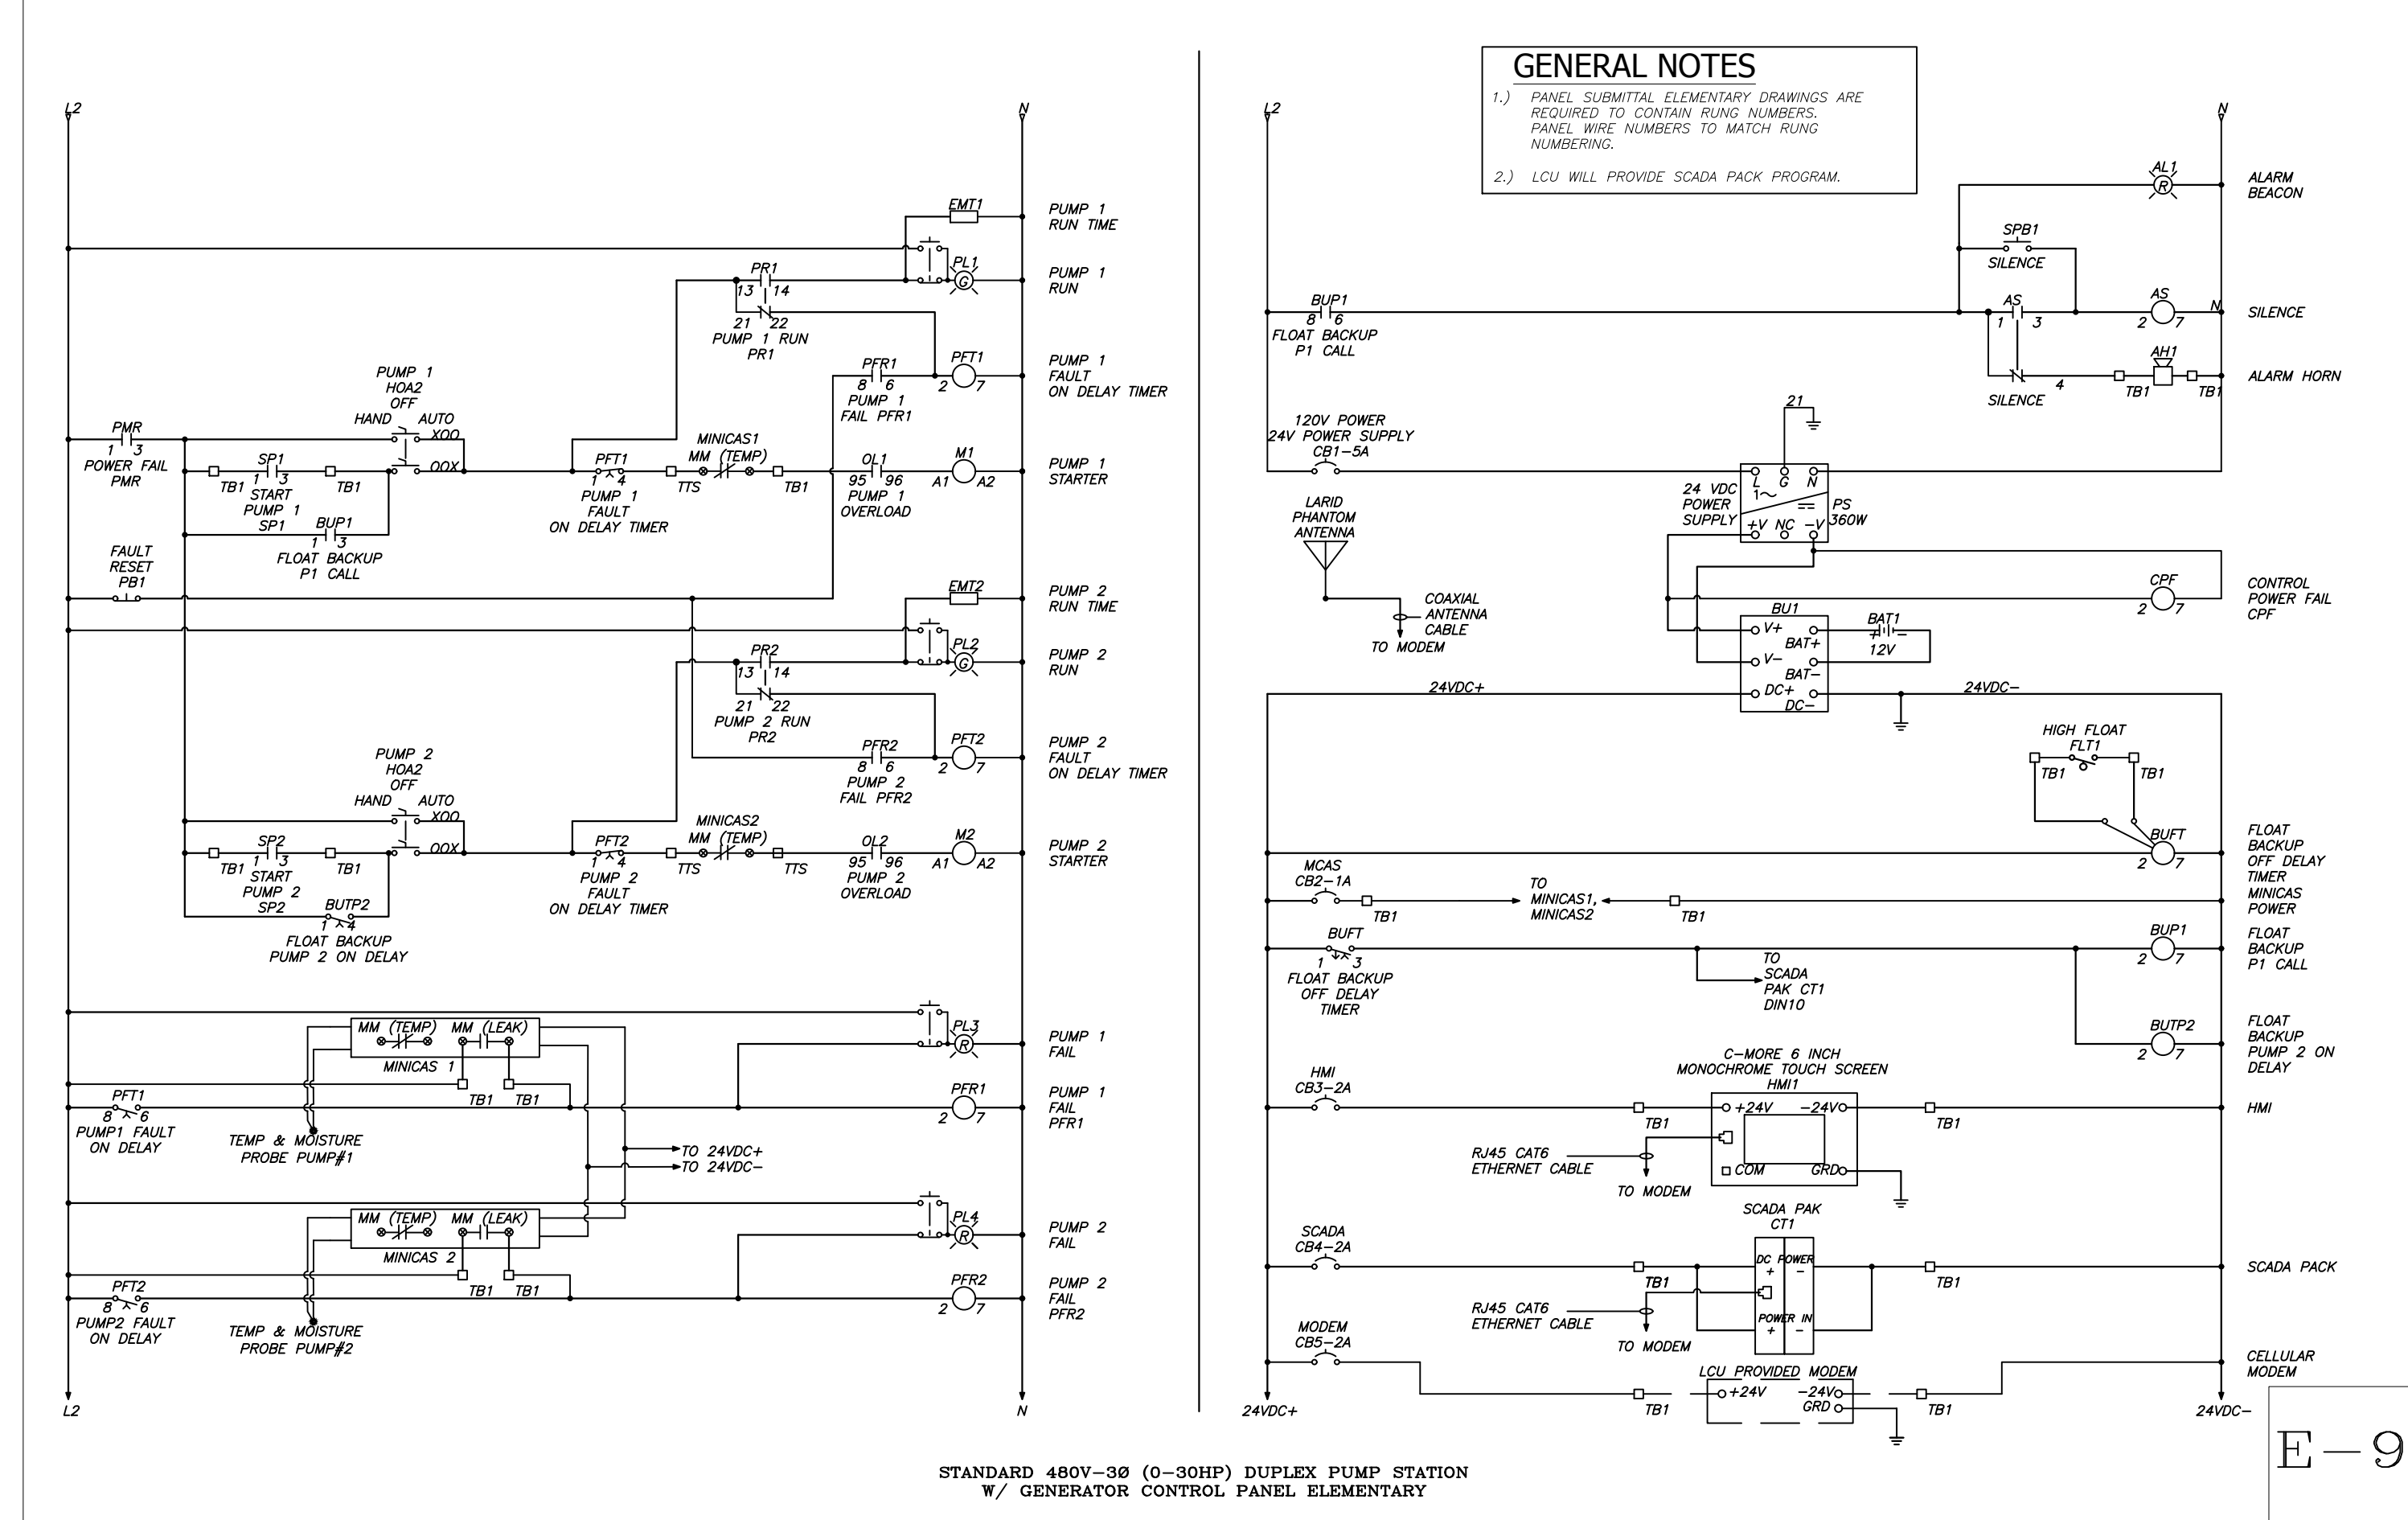 GENERAL NOTES
1.) PANEL SUBMITTAL ELEMENTARY DRAWINGS ARE
REQUIRED TO CONTAIN RUNG NUMBERS.
PANEL WIRE NUMBERS TO MATCH RUNG
NUMBERING.
2.) LCU WILL PROVIDE SCADA PACK PROGRAM.
L2
N
EMT1
PUMP 1
RUN TIME
PL1
G
PUMP 1
RUN
PR1
13 14
21 22
PUMP 1 RUN
PR1
PFR1
8 6
PUMP 1
FAIL PFR1
PFT1
2 7
PUMP 1
FAULT
ON DELAY TIMER
PUMP 1
HOA2
OFF
HAND AUTO
XOO
OOX
PMR
1 3
POWER FAIL
PMR
TB1
SP1
1 3
START
PUMP 1
SP1
TB1
BUP1
1 3
FLOAT BACKUP
P1 CALL
PFT1
1 4
PUMP 1
FAULT
ON DELAY TIMER
TTS
MINICAS1
MM (TEMP)
TB1
OL1
95 96
PUMP 1
OVERLOAD
M1
A1 A2
PUMP 1
STARTER
FAULT
RESET
PB1
EMT2
PUMP 2
RUN TIME
PL2
G
PUMP 2
RUN
PR2
13 14
21 22
PUMP 2 RUN
PR2
PFR2
8 6
PUMP 2
FAIL PFR2
PFT2
2 7
PUMP 2
FAULT
ON DELAY TIMER
PUMP 2
HOA2
OFF
HAND AUTO
XOO
OOX
TB1
SP2
1 3
START
PUMP 2
SP2
TB1
BUTP2
1 4
FLOAT BACKUP
PUMP 2 ON DELAY
PFT2
1 4
PUMP 2
FAULT
ON DELAY TIMER
TTS
MINICAS2
MM (TEMP)
TTS
OL2
95 96
PUMP 2
OVERLOAD
M2
A1 A2
PUMP 2
STARTER
MM (TEMP) MM (LEAK)
MINICAS 1
TB1 TB1
PL3
R
PUMP 1
FAIL
PFT1
8 6
PUMP1 FAULT
ON DELAY
TEMP & MOISTURE
PROBE PUMP#1
PFR1
2 7
PUMP 1
FAIL
PFR1
TO 24VDC+
TO 24VDC-
MM (TEMP) MM (LEAK)
MINICAS 2
TB1 TB1
PL4
R
PUMP 2
FAIL
PFT2
8 6
PUMP2 FAULT
ON DELAY
TEMP & MOISTURE
PROBE PUMP#2
PFR2
2 7
PUMP 2
FAIL
PFR2
L2
N
L2
N
AL1
R
ALARM
BEACON
SPB1
SILENCE
BUP1
8 6
FLOAT BACKUP
P1 CALL
AS
1 3
AS
2 7
N
SILENCE
4
SILENCE
TB1
AH1
TB1
ALARM HORN
120V POWER
24V POWER SUPPLY
CB1-5A
21
L G N
1~
24 VDC
POWER
SUPPLY
+V NC -V
PS
360W
LARID
PHANTOM
ANTENNA
COAXIAL
ANTENNA
CABLE
TO MODEM
CPF
2 7
CONTROL
POWER FAIL
CPF
BU1
V+
BAT+
V-
BAT-
DC+
DC-
BAT1
+ -
12V
24VDC+
24VDC-
HIGH FLOAT
FLT1
TB1 TB1
BUFT
2 7
FLOAT
BACKUP
OFF DELAY
TIMER
MCAS
CB2-1A
TB1
TO
MINICAS1,
MINICAS2
TB1
MINICAS
POWER
BUFT
1 3
FLOAT BACKUP
OFF DELAY
TIMER
TO
SCADA
PAK CT1
DIN10
BUP1
2 7
FLOAT
BACKUP
P1 CALL
BUTP2
2 7
FLOAT
BACKUP
PUMP 2 ON
DELAY
HMI
CB3-2A
C-MORE 6 INCH
MONOCHROME TOUCH SCREEN
HMI1
TB1
+24V -24V
COM GRD
TB1
HMI
RJ45 CAT6
ETHERNET CABLE
TO MODEM
SCADA
CB4-2A
SCADA PAK
CT1
TB1
DC POWER
+ -
POWER IN
+ -
TB1
SCADA PACK
RJ45 CAT6
ETHERNET CABLE
TO MODEM
MODEM
CB5-2A
LCU PROVIDED MODEM
TB1
+24V -24V
GRD
TB1
CELLULAR
MODEM
24VDC+
24VDC-
E-9
STANDARD 480V-3Ø (0-30HP) DUPLEX PUMP STATION
W/ GENERATOR CONTROL PANEL ELEMENTARY